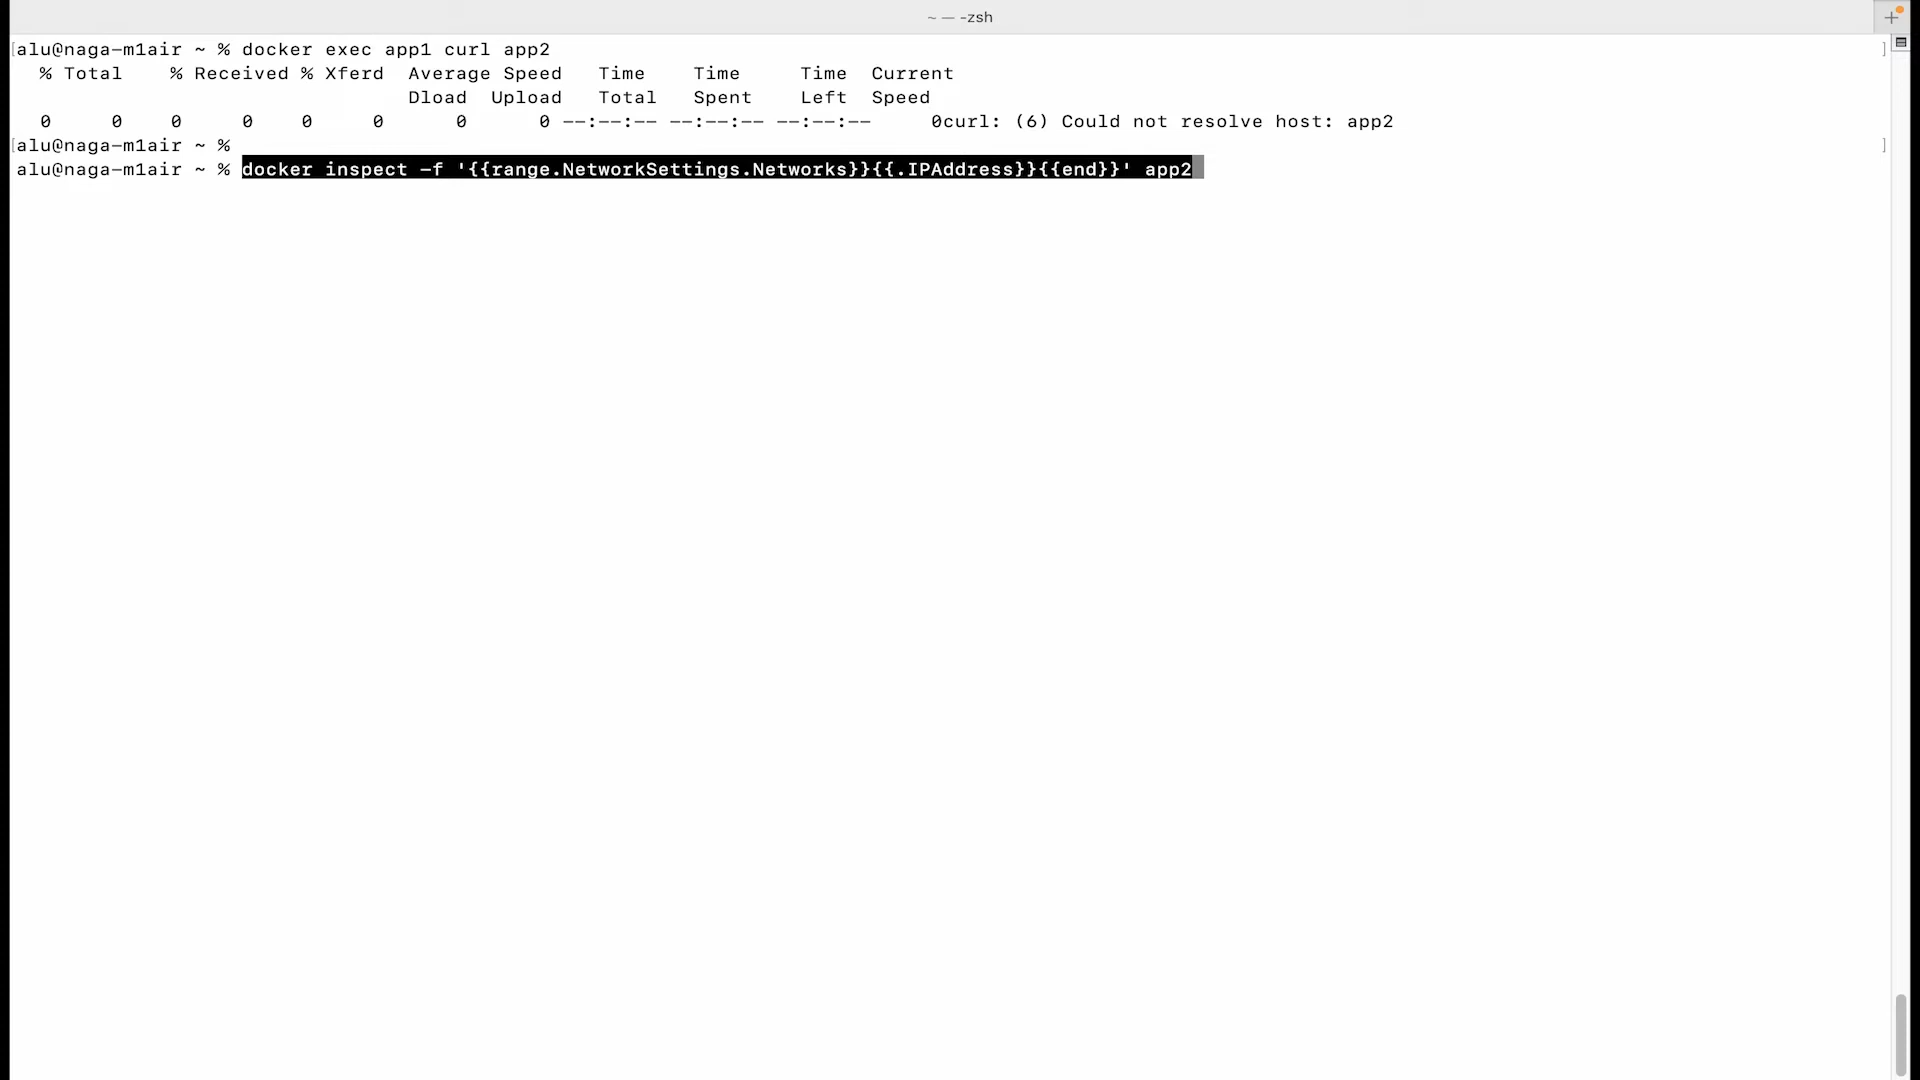 ~ — -zsh
[alu@naga-m1air ~ % docker exec app1 curl app2 ]
% Total % Received % Xferd Average Speed Time Time Time Current
Dload Upload Total Spent Left Speed
0 0 0 0 0 0 0 0 --:--:-- --:--:-- --:--:-- 0curl: (6) Could not resolve host: app2
[alu@naga-m1air ~ % ]
alu@naga-m1air ~ % docker inspect -f '{{range.NetworkSettings.Networks}}{{.IPAddress}}{{end}}' app2